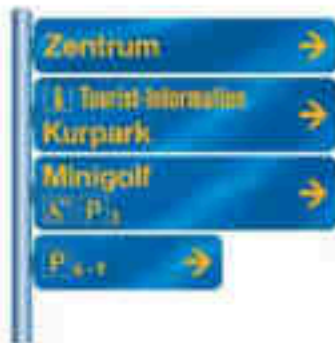 Zentrum
i Tourist-Information
Kurpark
Minigolf
P
P